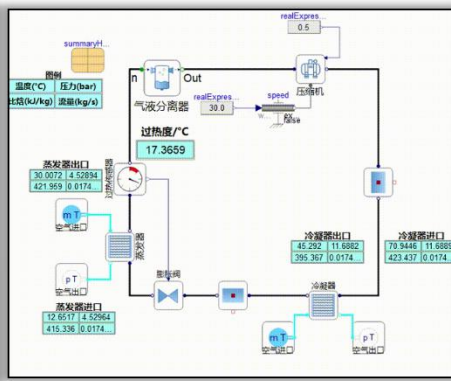 realExpres...
0.5
summaryH...
图例
温度(°C) 压力(bar)
比焓(kJ/kg) 流量(kg/s)
n Out
气液分离器
压缩机
realExpres... speed
30.0
w...
ex
false
过热度/°C
17.3659
蒸发器出口
30.0072 4.52894
421.959 0.0174...
过热传感器
m T
空气进口
蒸发器
p T
空气出口
蒸发器进口
12.6517 4.52964
415.336 0.0174...
膨胀阀
冷凝器出口 冷凝器进口
45.292 11.6882 70.9446 11.6889
395.367 0.0174... 423.437 0.0174...
冷凝器
m T p T
空气进口 空气出口